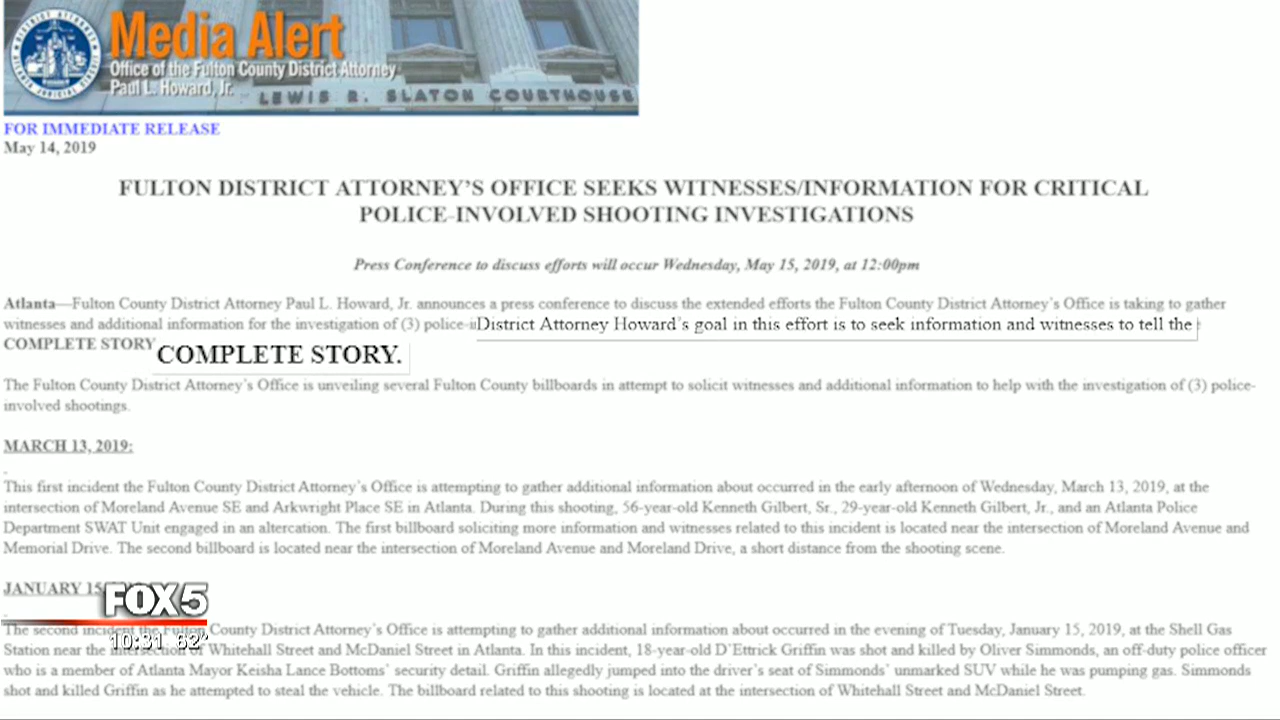 Media Alert
Office of the Fulton County District Attorney
Paul L. Howard, Jr.
LEWIS R. SLATON COURTHOUSE
FOR IMMEDIATE RELEASE
May 14, 2019
FULTON DISTRICT ATTORNEY'S OFFICE SEEKS WITNESSES/INFORMATION FOR CRITICAL
POLICE-INVOLVED SHOOTING INVESTIGATIONS
Press Conference to discuss efforts will occur Wednesday, May 15, 2019, at 12:00pm
Atlanta—Fulton County District Attorney Paul L. Howard, Jr. announces a press conference to discuss the extended efforts the Fulton County District Attorney's Office is taking to gather
witnesses and additional information for the investigation of (3) police-i District Attorney Howard's goal in this effort is to seek information and witnesses to tell the
COMPLETE STORY
COMPLETE STORY.
The Fulton County District Attorney's Office is unveiling several Fulton County billboards in attempt to solicit witnesses and additional information to help with the investigation of (3) police-
involved shootings.
MARCH 13, 2019:
This first incident the Fulton County District Attorney's Office is attempting to gather additional information about occurred in the early afternoon of Wednesday, March 13, 2019, at the
intersection of Moreland Avenue SE and Arkwright Place SE in Atlanta. During this shooting, 56-year-old Kenneth Gilbert, Sr., 29-year-old Kenneth Gilbert, Jr., and an Atlanta Police
Department SWAT Unit engaged in an altercation. The first billboard soliciting more information and witnesses related to this incident is located near the intersection of Moreland Avenue and
Memorial Drive. The second billboard is located near the intersection of Moreland Avenue and Moreland Drive, a short distance from the shooting scene.
JANUARY 15
FOX 5
10:31 62°
The second incident the Fulton County District Attorney's Office is attempting to gather additional information about occurred in the evening of Tuesday, January 15, 2019, at the Shell Gas
Station near the intersection of Whitehall Street and McDaniel Street in Atlanta. In this incident, 18-year-old D`Ettrick Griffin was shot and killed by Oliver Simmonds, an off-duty police officer
who is a member of Atlanta Mayor Keisha Lance Bottoms' security detail. Griffin allegedly jumped into the driver's seat of Simmonds' unmarked SUV while he was pumping gas. Simmonds
shot and killed Griffin as he attempted to steal the vehicle. The billboard related to this shooting is located at the intersection of Whitehall Street and McDaniel Street.